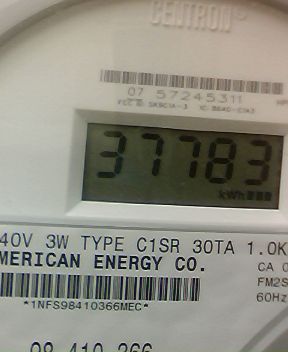 CENTRON
07 57245311
37783
kWh
40V 3W TYPE C1SR 30TA 1.0K
MERICAN ENERGY CO.
CA 0
FM2S
60Hz
*1NFS98410366MEC*
98 410 366